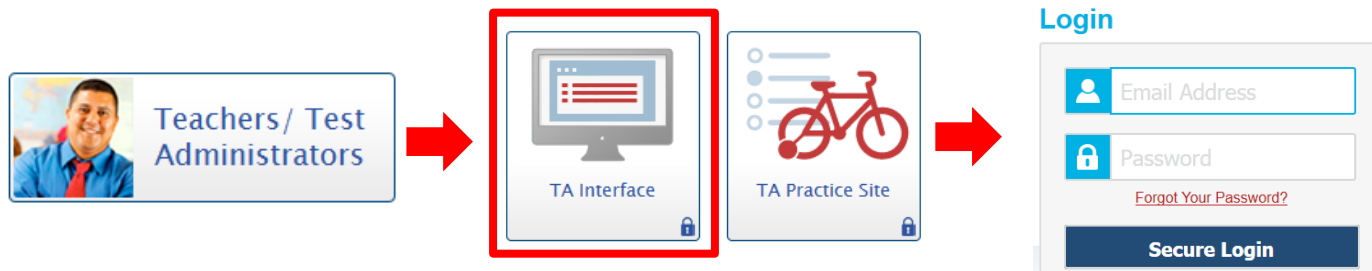 Teachers/ Test
Administrators
TA Interface
TA Practice Site
Login
Email Address
Password
Forgot Your Password?
Secure Login